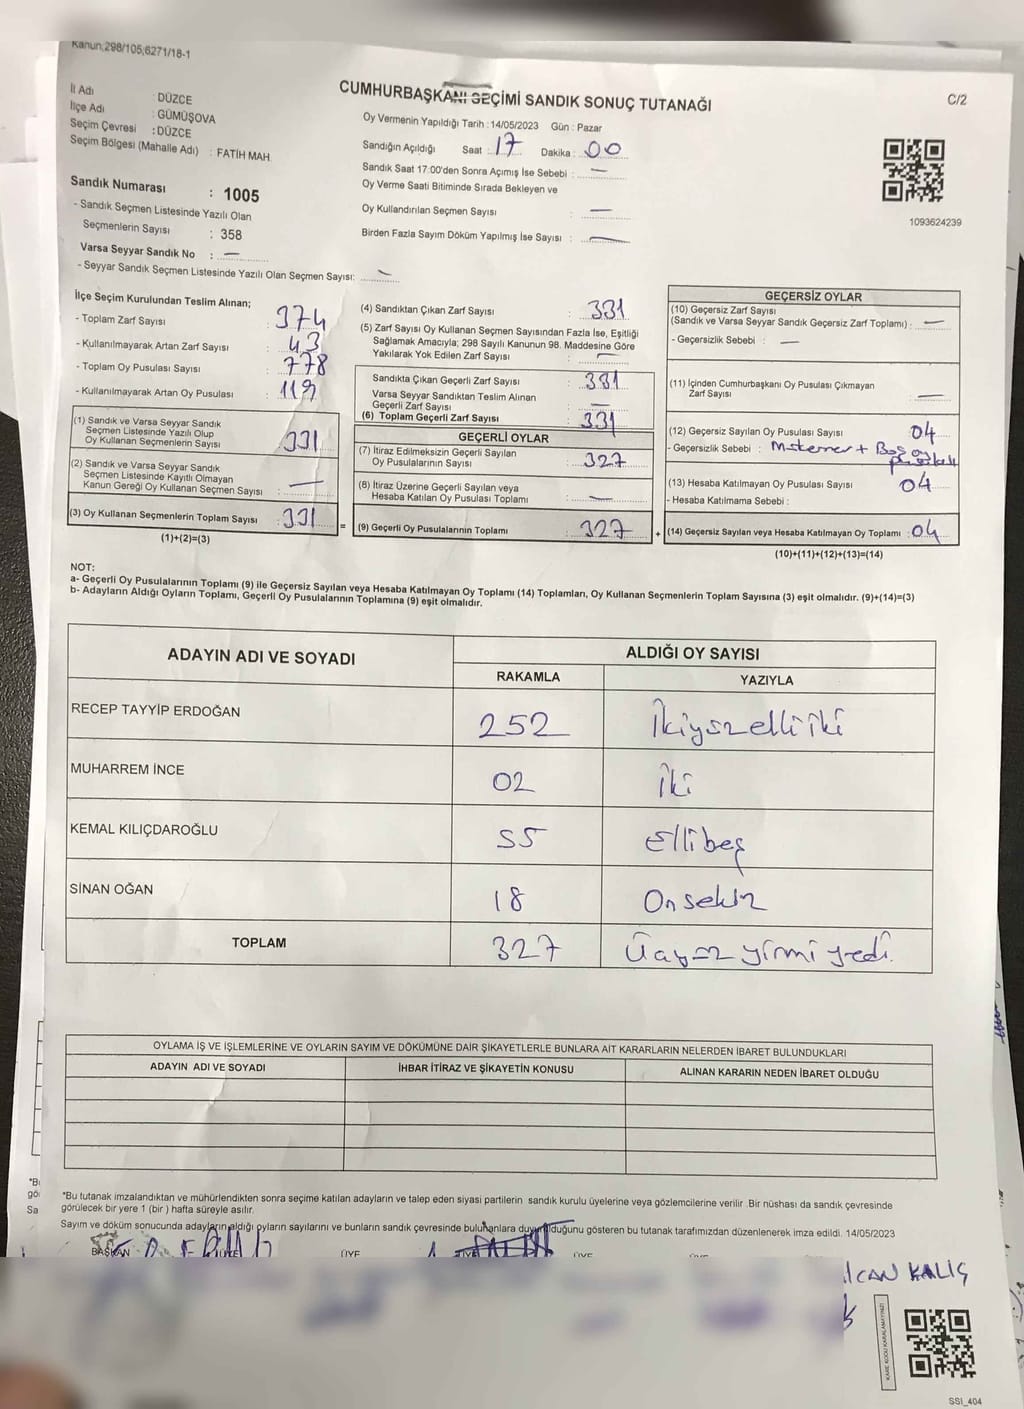 Kanun;298/105;6271/18-1
CUMHURBAŞKANI SEÇİMİ SANDIK SONUÇ TUTANAĞI
C/2
İl Adı : DÜZCE
İlçe Adı : GÜMÜŞOVA
Seçim Çevresi : DÜZCE
Seçim Bölgesi (Mahalle Adı) : FATİH MAH.
Sandık Numarası : 1005
- Sandık Seçmen Listesinde Yazılı Olan
Seçmenlerin Sayısı : 358
Varsa Seyyar Sandık No : —
- Seyyar Sandık Seçmen Listesinde Yazılı Olan Seçmen Sayısı: —
Oy Vermenin Yapıldığı Tarih : 14/05/2023 Gün : Pazar
Sandığın Açıldığı Saat : 17 Dakika : 00
Sandık Saat 17:00'den Sonra Açımış İse Sebebi : —
Oy Verme Saati Bitiminde Sırada Bekleyen ve
Oy Kullandırılan Seçmen Sayısı : —
Birden Fazla Sayım Döküm Yapılmış İse Sayısı : —
1093624239
İlçe Seçim Kurulundan Teslim Alınan;
- Toplam Zarf Sayısı : 374
- Kullanılmayarak Artan Zarf Sayısı : 43
- Toplam Oy Pusulası Sayısı : 778
- Kullanılmayarak Artan Oy Pusulası : 119
(1) Sandık ve Varsa Seyyar Sandık
Seçmen Listesinde Yazılı Olup
Oy Kullanan Seçmenlerin Sayısı : 331
(2) Sandık ve Varsa Seyyar Sandık
Seçmen Listesinde Kayıtlı Olmayan
Kanun Gereği Oy Kullanan Seçmen Sayısı : —
(3) Oy Kullanan Seçmenlerin Toplam Sayısı : 331
(1)+(2)=(3)
(4) Sandıktan Çıkan Zarf Sayısı : 331
(5) Zarf Sayısı Oy Kullanan Seçmen Sayısından Fazla İse, Eşitliği
Sağlamak Amacıyla; 298 Sayılı Kanunun 98. Maddesine Göre
Yakılarak Yok Edilen Zarf Sayısı : —
Sandıkta Çıkan Geçerli Zarf Sayısı : 331
Varsa Seyyar Sandıktan Teslim Alınan
Geçerli Zarf Sayısı : —
(6) Toplam Geçerli Zarf Sayısı : 331
GEÇERLİ OYLAR
(7) İtiraz Edilmeksizin Geçerli Sayılan
Oy Pusulalarının Sayısı : 327
(8) İtiraz Üzerine Geçerli Sayılan veya
Hesaba Katılan Oy Pusulası Toplamı : —
= (9) Geçerli Oy Pusulalarının Toplamı : 327
GEÇERSİZ OYLAR
(10) Geçersiz Zarf Sayısı
(Sandık ve Varsa Seyyar Sandık Geçersiz Zarf Toplamı) : —
- Geçersizlik Sebebi : —
(11) İçinden Cumhurbaşkanı Oy Pusulası Çıkmayan
Zarf Sayısı : —
(12) Geçersiz Sayılan Oy Pusulası Sayısı : 04
- Geçersizlik Sebebi : + Boş oy
(13) Hesaba Katılmayan Oy Pusulası Sayısı : 04
- Hesaba Katılmama Sebebi :
+ (14) Geçersiz Sayılan veya Hesaba Katılmayan Oy Toplamı : 04
(10)+(11)+(12)+(13)=(14)
NOT:
a- Geçerli Oy Pusulalarının Toplamı (9) ile Geçersiz Sayılan veya Hesaba Katılmayan Oy Toplamı (14) Toplamları, Oy Kullanan Seçmenlerin Toplam Sayısına (3) eşit olmalıdır. (9)+(14)=(3)
b- Adayların Aldığı Oyların Toplamı, Geçerli Oy Pusulalarının Toplamına (9) eşit olmalıdır.
ADAYIN ADI VE SOYADI
ALDIĞI OY SAYISI
RAKAMLA YAZIYLA
RECEP TAYYİP ERDOĞAN 252 İkiyüzelliiki
MUHARREM İNCE 02 İki
KEMAL KILIÇDAROĞLU 55 Ellibeş
SİNAN OĞAN 18 Onsekiz
TOPLAM 327 Üçyüz yirmi yedi.
OYLAMA İŞ VE İŞLEMLERİNE VE OYLARIN SAYIM VE DÖKÜMÜNE DAİR ŞİKAYETLERLE BUNLARA AİT KARARLARIN NELERDEN İBARET BULUNDUKLARI
ADAYIN ADI VE SOYADI İHBAR İTİRAZ VE ŞİKAYETİN KONUSU ALINAN KARARIN NEDEN İBARET OLDUĞU
*Bu tutanak imzalandıktan ve mühürlendikten sonra seçime katılan adayların ve talep eden siyasi partilerin sandık kurulu üyelerine veya gözlemcilerine verilir. Bir nüshası da sandık çevresinde
görülecek bir yere 1 (bir) hafta süreyle asılır.
Sayım ve döküm sonucunda adayların aldığı oyların sayılarını ve bunların sandık çevresinde bulunanlara duyurulduğunu gösteren bu tutanak tarafımızdan düzenlenerek imza edildi. 14/05/2023
BAŞKAN ÜYE ÜYE ÜYE ÜYE
CAN KALIŞ
KARE KODU KARALAMAYINIZ!
SSI_404